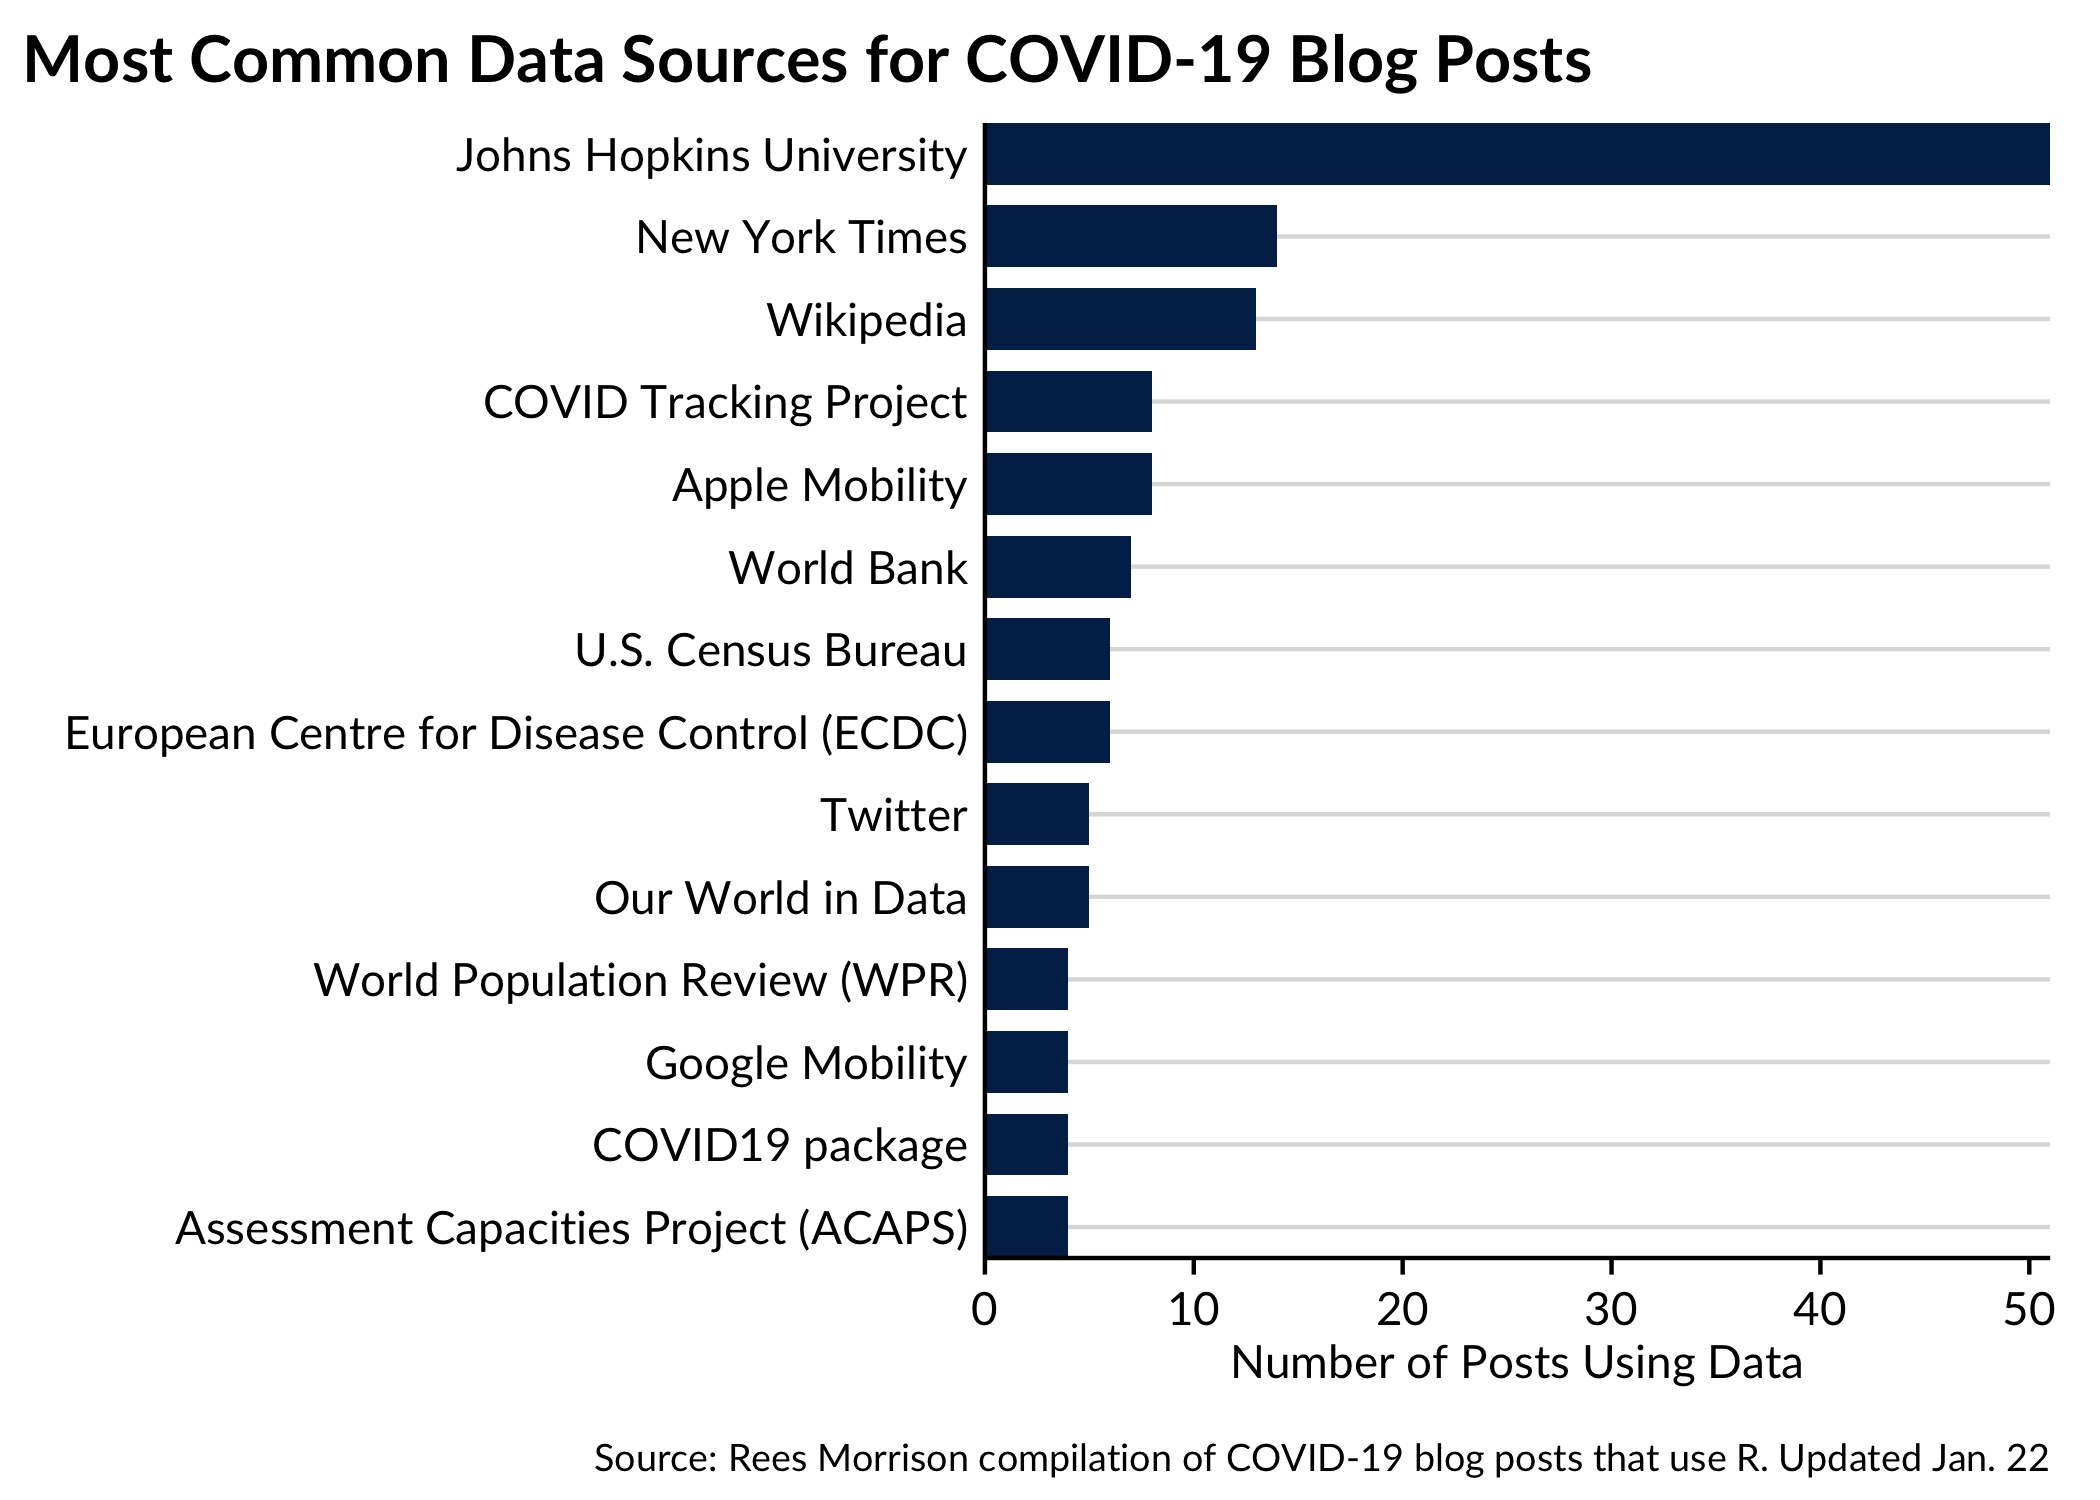 Most Common Data Sources for COVID-19 Blog Posts
Johns Hopkins University
New York Times
Wikipedia
COVID Tracking Project
Apple Mobility
World Bank
U.S. Census Bureau
European Centre for Disease Control (ECDC)
Twitter
Our World in Data
World Population Review (WPR)
Google Mobility
COVID19 package
Assessment Capacities Project (ACAPS)
0 10 20 30 40 50
Number of Posts Using Data
Source: Rees Morrison compilation of COVID-19 blog posts that use R. Updated Jan. 22